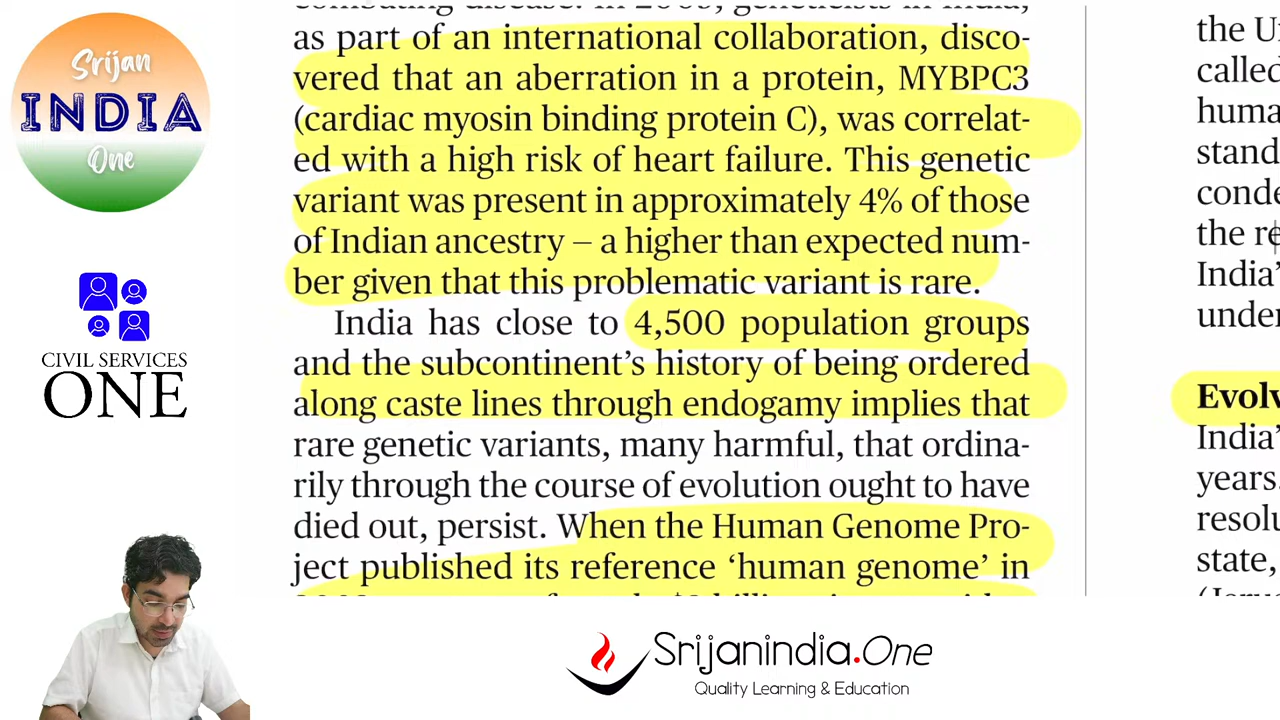 Srijan
INDIA
One
CIVIL SERVICES
ONE
as part of an international collaboration, disco-
vered that an aberration in a protein, MYBPC3
(cardiac myosin binding protein C), was correlat-
ed with a high risk of heart failure. This genetic
variant was present in approximately 4% of those
of Indian ancestry – a higher than expected num-
ber given that this problematic variant is rare.
India has close to 4,500 population groups
and the subcontinent’s history of being ordered
along caste lines through endogamy implies that
rare genetic variants, many harmful, that ordina-
rily through the course of evolution ought to have
died out, persist. When the Human Genome Pro-
ject published its reference ‘human genome’ in
the
called
human
stand
conde
the
India’
under
Evolv
India’
years.
resolu
state,
Srijanindia.One
Quality Learning & Education